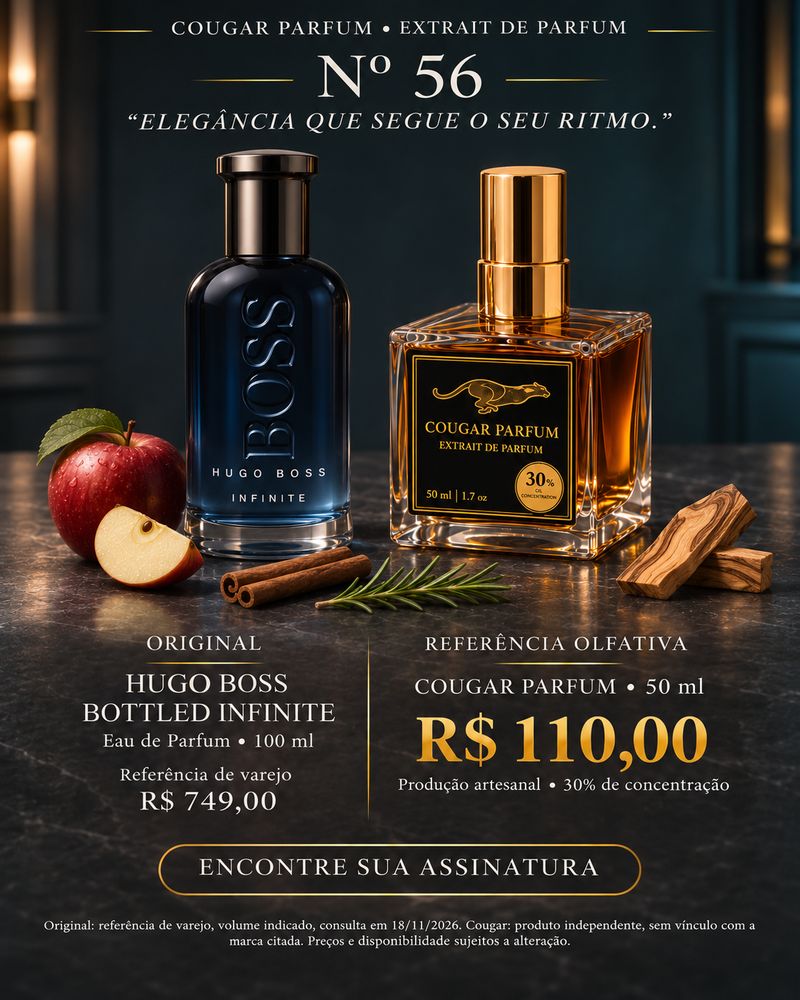 COUGAR PARFUM • EXTRAIT DE PARFUM
Nº 56
“ELEGÂNCIA QUE SEGUE O SEU RITMO.”
BOSS
HUGO BOSS
INFINITE
COUGAR PARFUM
EXTRAIT DE PARFUM
30%
OIL
CONCENTRATION
50 ml | 1.7 oz
ORIGINAL
HUGO BOSS
BOTTLED INFINITE
Eau de Parfum • 100 ml
Referência de varejo
R$ 749,00
REFERÊNCIA OLFATIVA
COUGAR PARFUM • 50 ml
R$ 110,00
Produção artesanal • 30% de concentração
ENCONTRE SUA ASSINATURA
Original: referência de varejo, volume indicado, consulta em 18/11/2026. Cougar: produto independente, sem vínculo com a
marca citada. Preços e disponibilidade sujeitos a alteração.